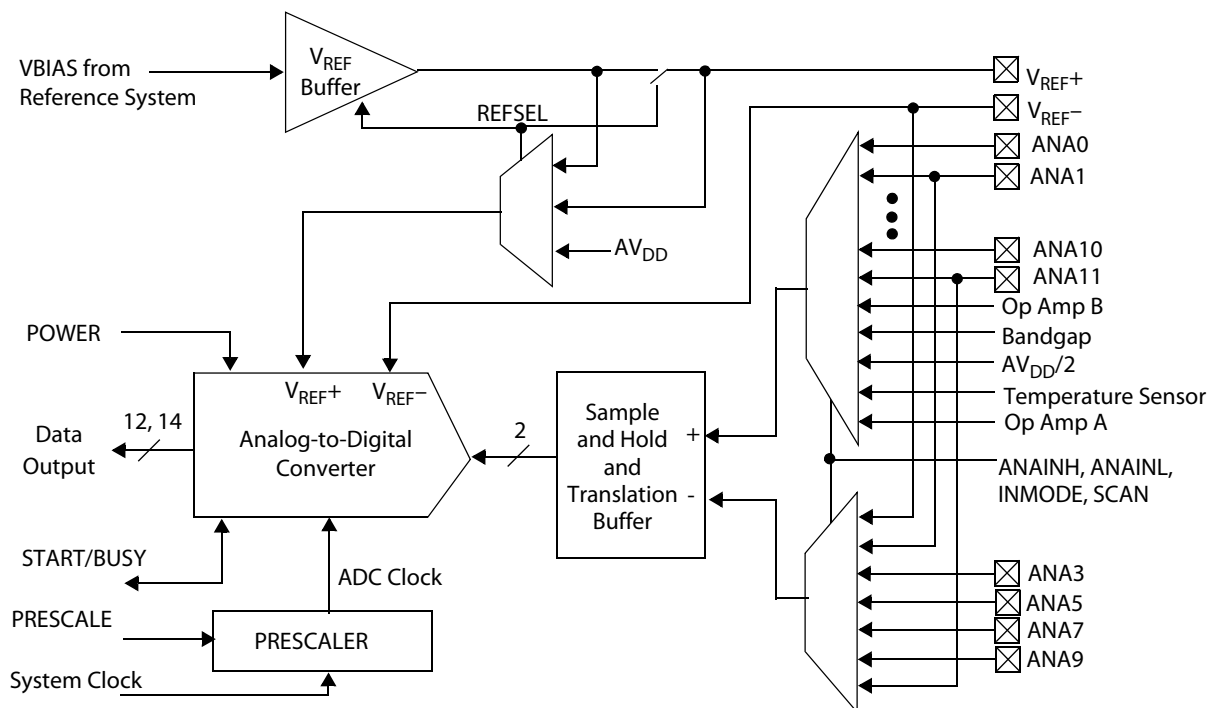 VBIAS from
Reference System
VREF
Buffer
REFSEL
AVDD
VREF+
VREF−
ANA0
ANA1
ANA10
ANA11
Op Amp B
Bandgap
AVDD/2
Temperature Sensor
Op Amp A
ANAINH, ANAINL,
INMODE, SCAN
ANA3
ANA5
ANA7
ANA9
POWER
VREF+ VREF−
Analog-to-Digital
Converter
12, 14
Data
Output
2
Sample
and Hold
and
Translation
Buffer
+
-
START/BUSY
ADC Clock
PRESCALE
PRESCALER
System Clock